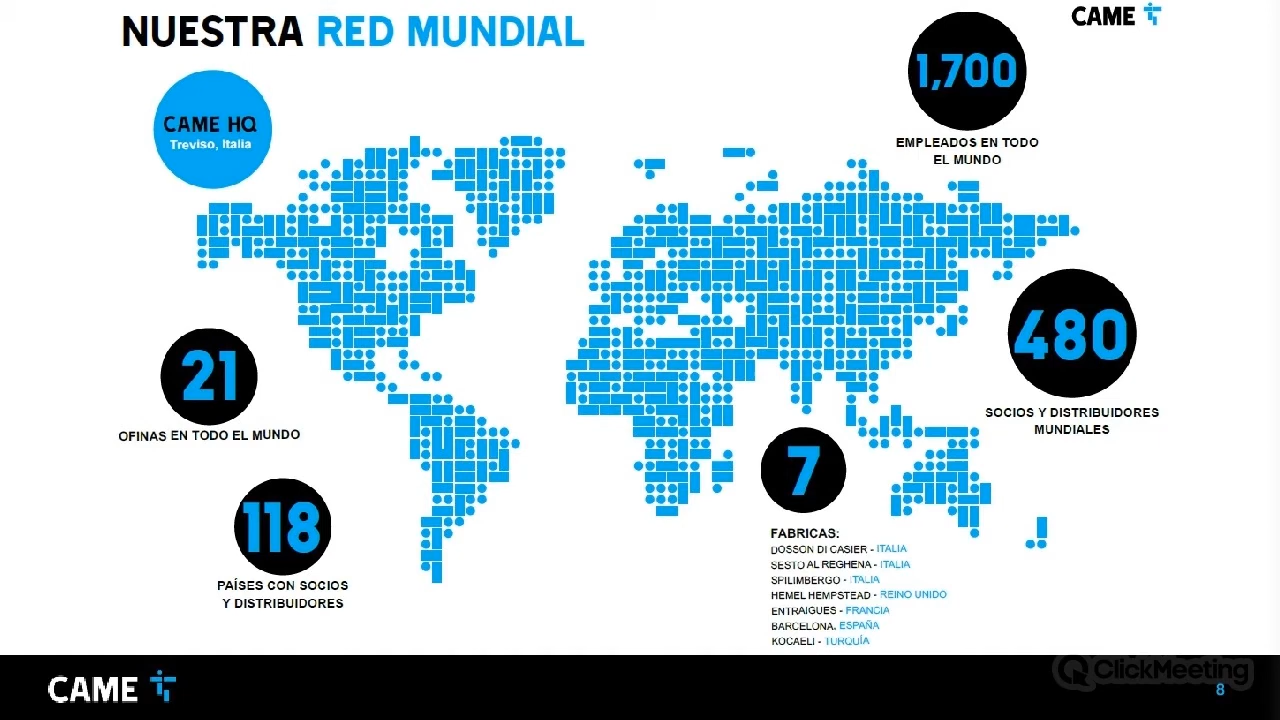 NUESTRA RED MUNDIAL
CAME
CAME HQ
Treviso, Italia
1,700
EMPLEADOS EN TODO
EL MUNDO
480
SOCIOS Y DISTRIBUIDORES
MUNDIALES
21
OFINAS EN TODO EL MUNDO
118
PAÍSES CON SOCIOS
Y DISTRIBUIDORES
7
FABRICAS:
DOSSON DI CASIER - ITALIA
SESTO AL REGHENA - ITALIA
SPILIMBERGO - ITALIA
HEMEL HEMPSTEAD - REINO UNIDO
ENTRAIGUES - FRANCIA
BARCELONA. ESPAÑA
KOCAELI - TURQUÍA
CAME
ClickMeeting
8